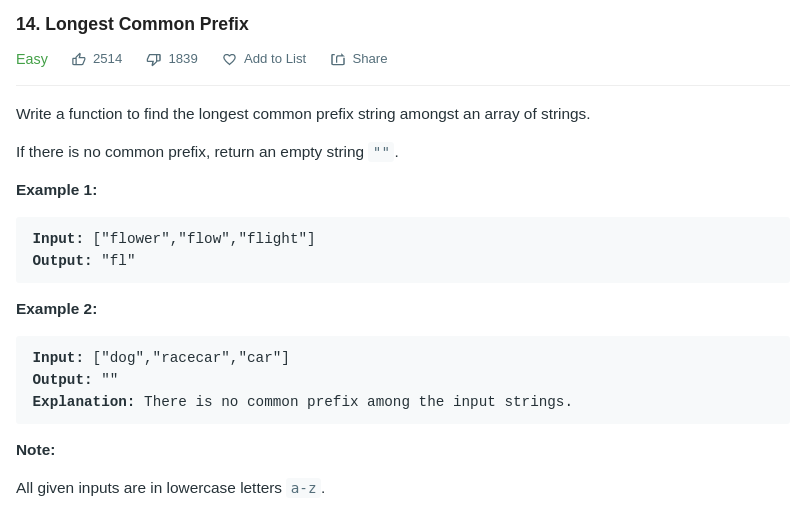 14. Longest Common Prefix
Easy 2514 1839 Add to List Share
Write a function to find the longest common prefix string amongst an array of strings.
If there is no common prefix, return an empty string "".
Example 1:
Input: ["flower","flow","flight"]
Output: "fl"
Example 2:
Input: ["dog","racecar","car"]
Output: ""
Explanation: There is no common prefix among the input strings.
Note:
All given inputs are in lowercase letters a-z.